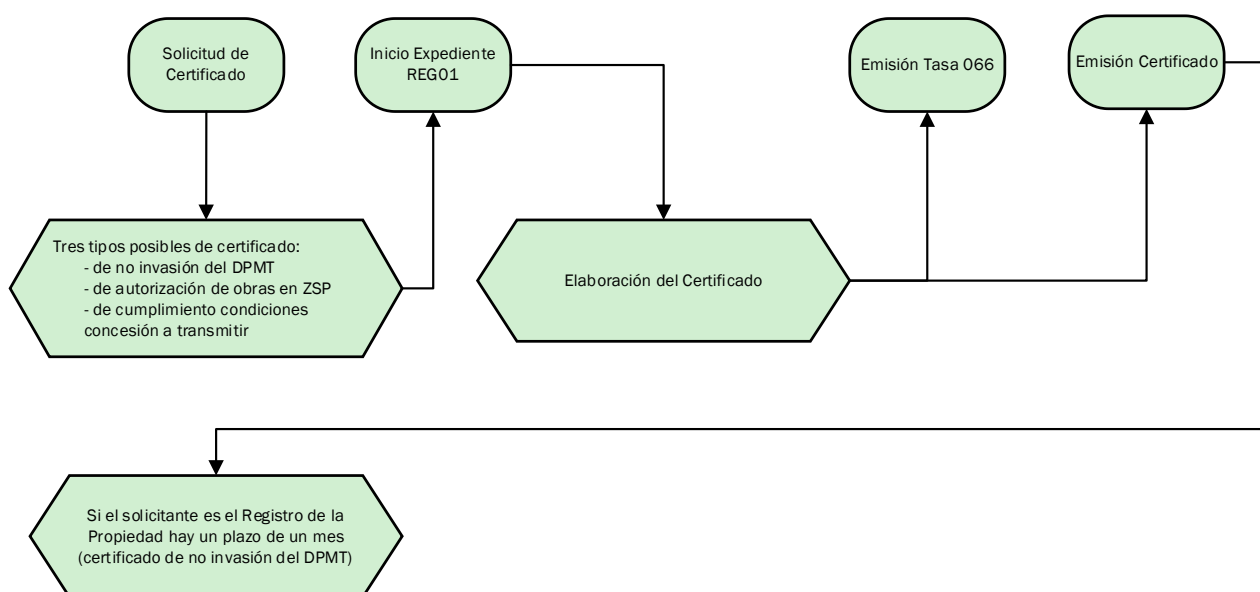 Solicitud de
Certificado
Inicio Expediente
REG01
Emisión Tasa 066
Emisión Certificado
Tres tipos posibles de certificado:
- de no invasión del DPMT
- de autorización de obras en ZSP
- de cumplimiento condiciones
concesión a transmitir
Elaboración del Certificado
Si el solicitante es el Registro de la
Propiedad hay un plazo de un mes
(certificado de no invasión del DPMT)